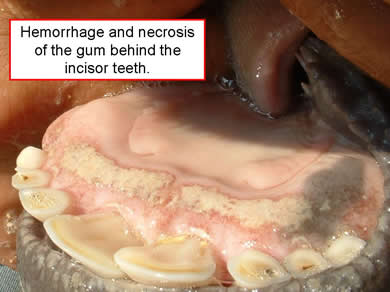 Hemorrhage and necrosis
of the gum behind the
incisor teeth.